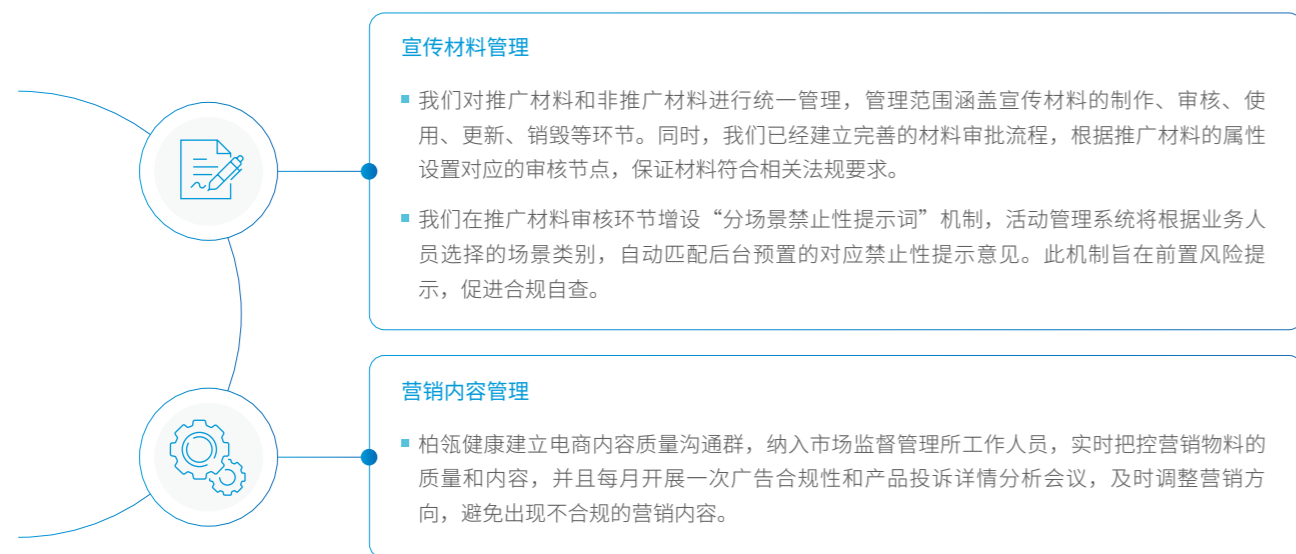 宣传材料管理
我们对推广材料和非推广材料进行统一管理，管理范围涵盖宣传材料的制作、审核、使
用、更新、销毁等环节。同时，我们已经建立完善的材料审批流程，根据推广材料的属性
设置对应的审核节点，保证材料符合相关法规要求。
我们在推广材料审核环节增设“分场景禁止性提示词”机制，活动管理系统将根据业务人
员选择的场景类别，自动匹配后台预置的对应禁止性提示意见。此机制旨在前置风险提
示，促进合规自查。
营销内容管理
柏瓴健康建立电商内容质量沟通群，纳入市场监督管理所工作人员，实时把控营销物料的
质量和内容，并且每月开展一次广告合规性和产品投诉详情分析会议，及时调整营销方
向，避免出现不合规的营销内容。